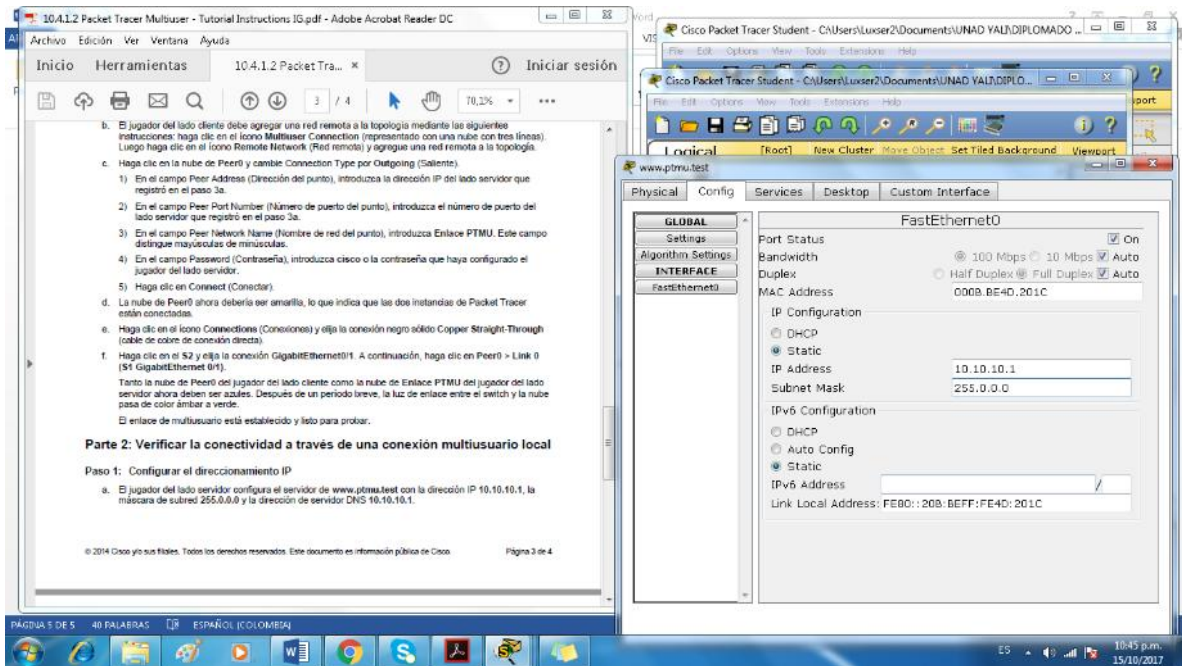 10.4.1.2 Packet Tracer Multiuser - Tutorial Instructions IG.pdf - Adobe Acrobat Reader DC
Archivo Edición Ver Ventana Ayuda
Inicio Herramientas 10.4.1.2 Packet Tra... × Iniciar sesión
3 / 4 70,2%
b. El jugador del lado cliente debe agregar una red remota a la topología mediante las siguientes
instrucciones: haga clic en el ícono Multiuser Connection (representado con una nube con tres líneas).
Luego haga clic en el ícono Remote Network (Red remota) y agregue una red remota a la topología.
c. Haga clic en la nube de Peer0 y cambie Connection Type por Outgoing (Saliente).
1) En el campo Peer Address (Dirección del punto), introduzca la dirección IP del lado servidor que
registró en el paso 3a.
2) En el campo Peer Port Number (Número de puerto del punto), introduzca el número de puerto del
lado servidor que registró en el paso 3a.
3) En el campo Peer Network Name (Nombre de red del punto), introduzca Enlace PTMU. Este campo
distingue mayúsculas de minúsculas.
4) En el campo Password (Contraseña), introduzca cisco o la contraseña que haya configurado el
jugador del lado servidor.
5) Haga clic en Connect (Conectar).
d. La nube de Peer0 ahora debería ser amarilla, lo que indica que las dos instancias de Packet Tracer
están conectadas.
e. Haga clic en el ícono Connections (Conexiones) y elija la conexión negro sólido Copper Straight-Through
(cable de cobre de conexión directa).
f. Haga clic en el S2 y elija la conexión GigabitEthernet0/1. A continuación, haga clic en Peer0 > Link 0
(S1 GigabitEthernet 0/1).
Tanto la nube de Peer0 del jugador del lado cliente como la nube de Enlace PTMU del jugador del lado
servidor ahora deben ser azules. Después de un período breve, la luz de enlace entre el switch y la nube
pasa de color ámbar a verde.
El enlace de multiusuario está establecido y listo para probar.
Parte 2: Verificar la conectividad a través de una conexión multiusuario local
Paso 1: Configurar el direccionamiento IP
a. El jugador del lado servidor configura el servidor de www.ptmu.test con la dirección IP 10.10.10.1, la
máscara de subred 255.0.0.0 y la dirección de servidor DNS 10.10.10.1.
© 2014 Cisco y/o sus filiales. Todos los derechos reservados. Este documento es información pública de Cisco. Página 3 de 4
Word
VIS
Cisco Packet Tracer Student - C:\Users\Luxser2\Documents\UNAD YALI\DIPLOMADO ...
File Edit Options View Tools Extensions Help
Cisco Packet Tracer Student - C:\Users\Luxser2\Documents\UNAD YALI\DIPLO...
File Edit Options View Tools Extensions Help
port
Logical [Root] New Cluster Move Object Set Tiled Background Viewport
www.ptmu.test
Physical Config Services Desktop Custom Interface
GLOBAL
Settings
Algorithm Settings
INTERFACE
FastEthernet0
FastEthernet0
Port Status On
Bandwidth 100 Mbps 10 Mbps Auto
Duplex Half Duplex Full Duplex Auto
MAC Address 000B.BE4D.201C
IP Configuration
DHCP
Static
IP Address 10.10.10.1
Subnet Mask 255.0.0.0
IPv6 Configuration
DHCP
Auto Config
Static
IPv6 Address /
Link Local Address: FE80::20B:BEFF:FE4D:201C
PÁGINA 5 DE 5 40 PALABRAS ESPAÑOL (COLOMBIA)
ES 10:45 p.m.
15/10/2017